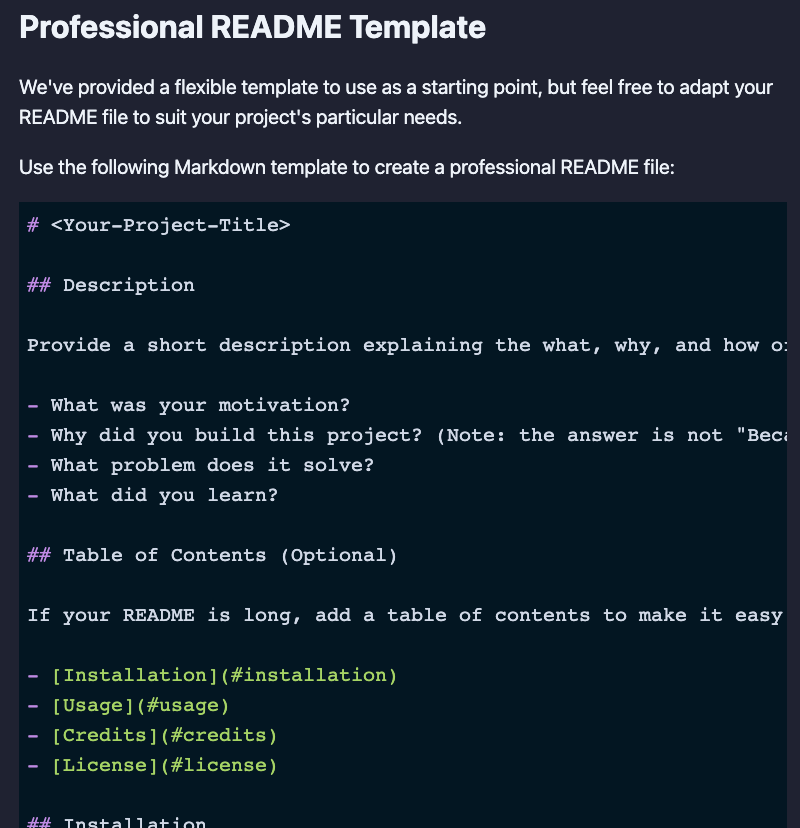 Professional README Template
We've provided a flexible template to use as a starting point, but feel free to adapt your
README file to suit your project's particular needs.
Use the following Markdown template to create a professional README file:
# <Your-Project-Title>
## Description
Provide a short description explaining the what, why, and how
- What was your motivation?
- Why did you build this project? (Note: the answer is not "Bec
- What problem does it solve?
- What did you learn?
## Table of Contents (Optional)
If your README is long, add a table of contents to make it easy
- [Installation](#installation)
- [Usage](#usage)
- [Credits](#credits)
- [License](#license)
## Installation